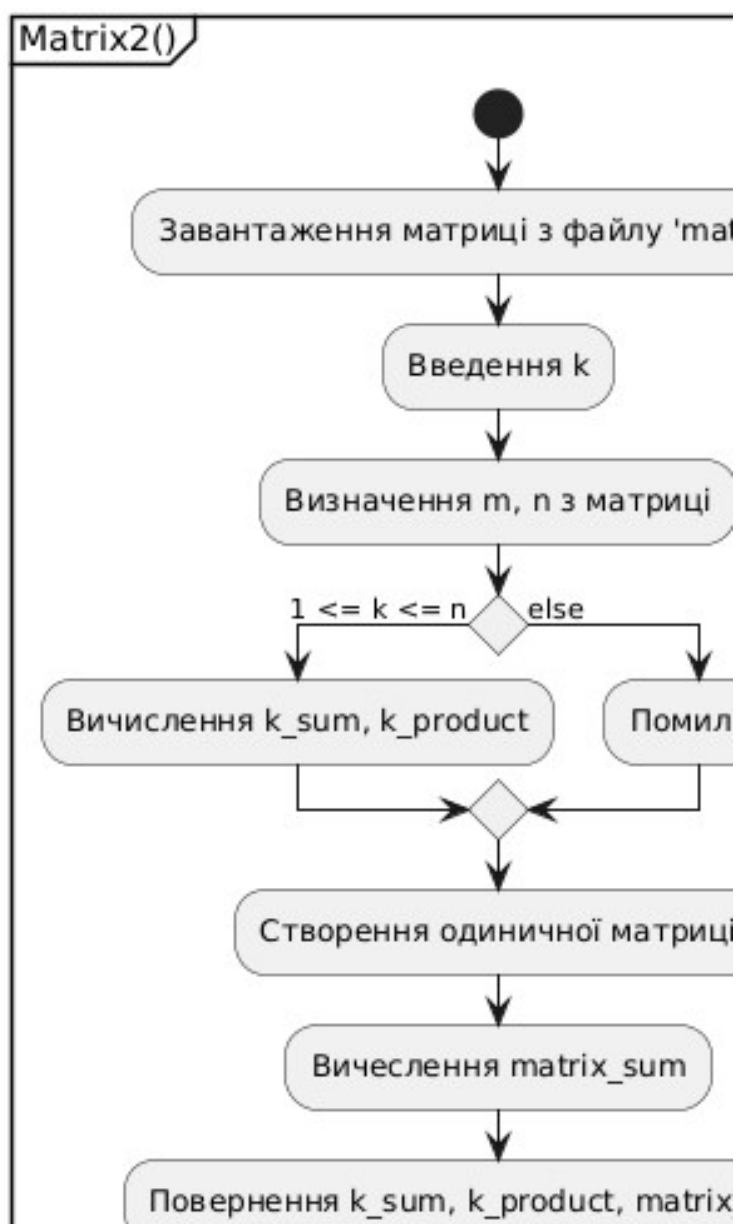 Matrix2()
Завантаження матриці з файлу 'mat
Введення k
Визначення m, n з матриці
1 <= k <= n else
Вичислення k_sum, k_product
Помил
Створення одиничної матриці
Вичеслення matrix_sum
Повернення k_sum, k_product, matrix